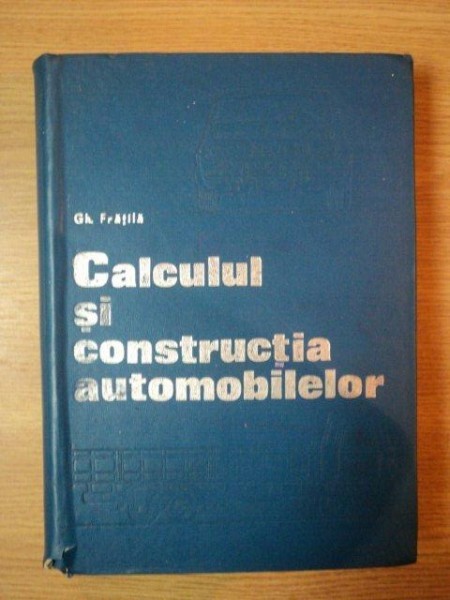 Gh. Frățilă
Calculul
și
construcția
automobilelor